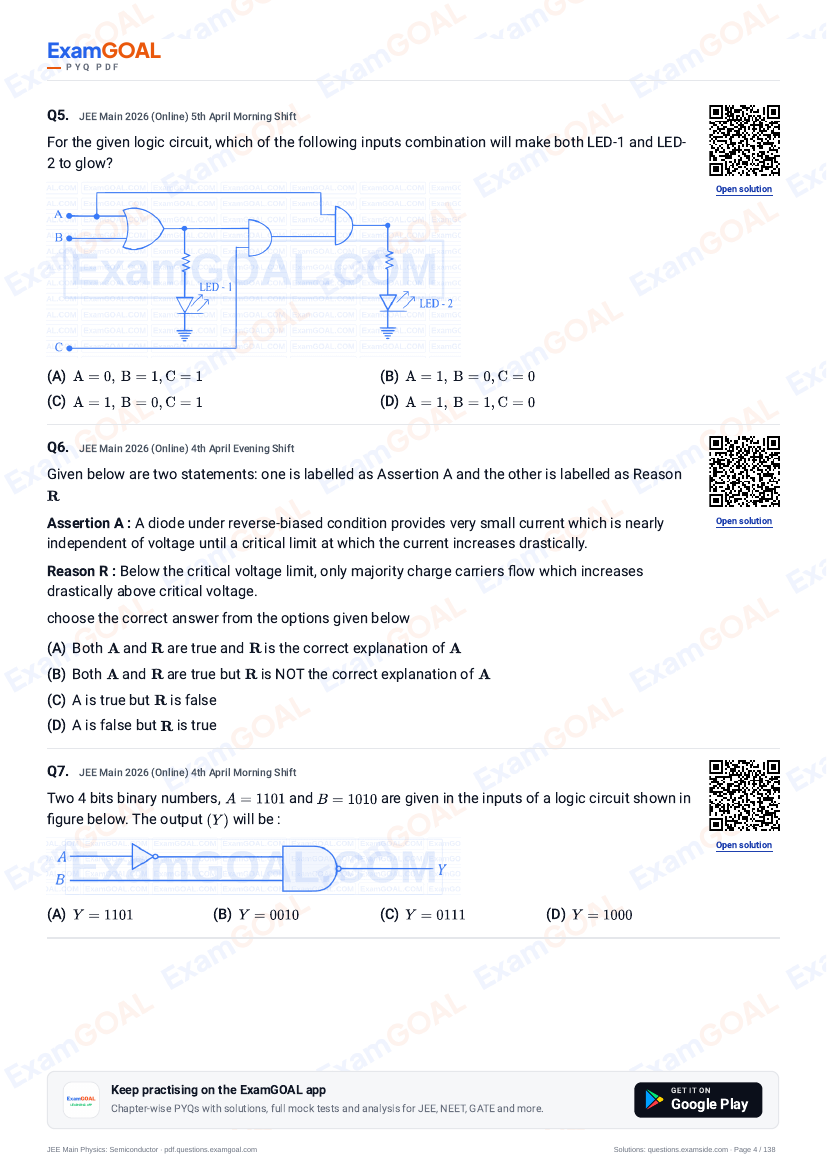 ExamGOAL
PYQ PDF
Q5. JEE Main 2026 (Online) 5th April Morning Shift
For the given logic circuit, which of the following inputs combination will make both LED-1 and LED-
2 to glow?
Open solution
A
B
LED - 1
LED - 2
C
ExamGOAL.COM
(A) A = 0, B = 1, C = 1
(B) A = 1, B = 0, C = 0
(C) A = 1, B = 0, C = 1
(D) A = 1, B = 1, C = 0
Q6. JEE Main 2026 (Online) 4th April Evening Shift
Given below are two statements: one is labelled as Assertion A and the other is labelled as Reason
R
Open solution
Assertion A : A diode under reverse-biased condition provides very small current which is nearly
independent of voltage until a critical limit at which the current increases drastically.
Reason R : Below the critical voltage limit, only majority charge carriers flow which increases
drastically above critical voltage.
choose the correct answer from the options given below
(A) Both A and R are true and R is the correct explanation of A
(B) Both A and R are true but R is NOT the correct explanation of A
(C) A is true but R is false
(D) A is false but R is true
Q7. JEE Main 2026 (Online) 4th April Morning Shift
Two 4 bits binary numbers, A = 1101 and B = 1010 are given in the inputs of a logic circuit shown in
figure below. The output (Y) will be :
Open solution
A
B
Y
ExamGOAL.COM
(A) Y = 1101
(B) Y = 0010
(C) Y = 0111
(D) Y = 1000
ExamGOAL
Keep practising on the ExamGOAL app
Chapter-wise PYQs with solutions, full mock tests and analysis for JEE, NEET, GATE and more.
GET IT ON
Google Play
JEE Main Physics: Semiconductor · pdf.questions.examgoal.com
Solutions: questions.examside.com · Page 4 / 138